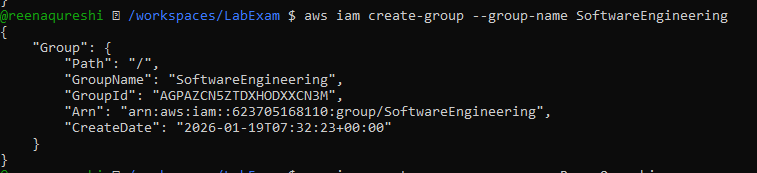 }
@reenaqureshi /workspaces/LabExam $ aws iam create-group --group-name SoftwareEngineering
{
    "Group": {
        "Path": "/",
        "GroupName": "SoftwareEngineering",
        "GroupId": "AGPAZCN5ZTDXHODXXCN3M",
        "Arn": "arn:aws:iam::623705168110:group/SoftwareEngineering",
        "CreateDate": "2026-01-19T07:32:23+00:00"
    }
}